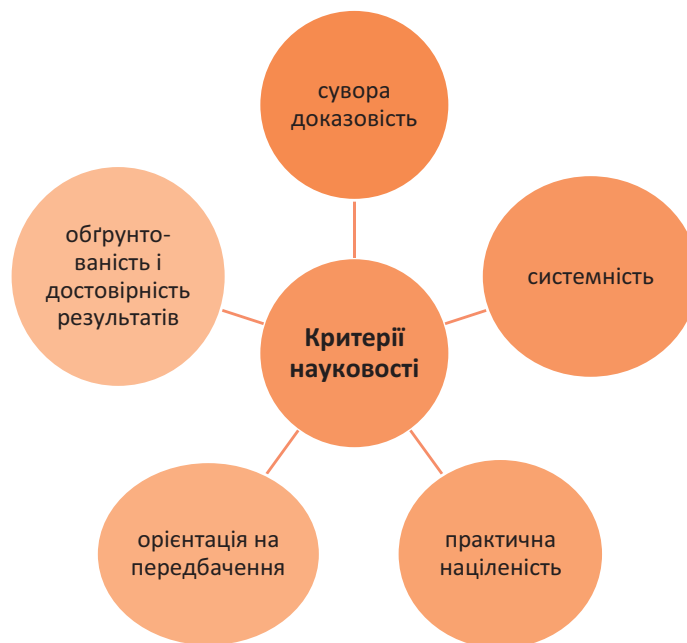 сувора
доказовість
системність
практична
націленість
орієнтація на
передбачення
обґрунто-
ваність і
достовірність
результатів
Критерії
науковості